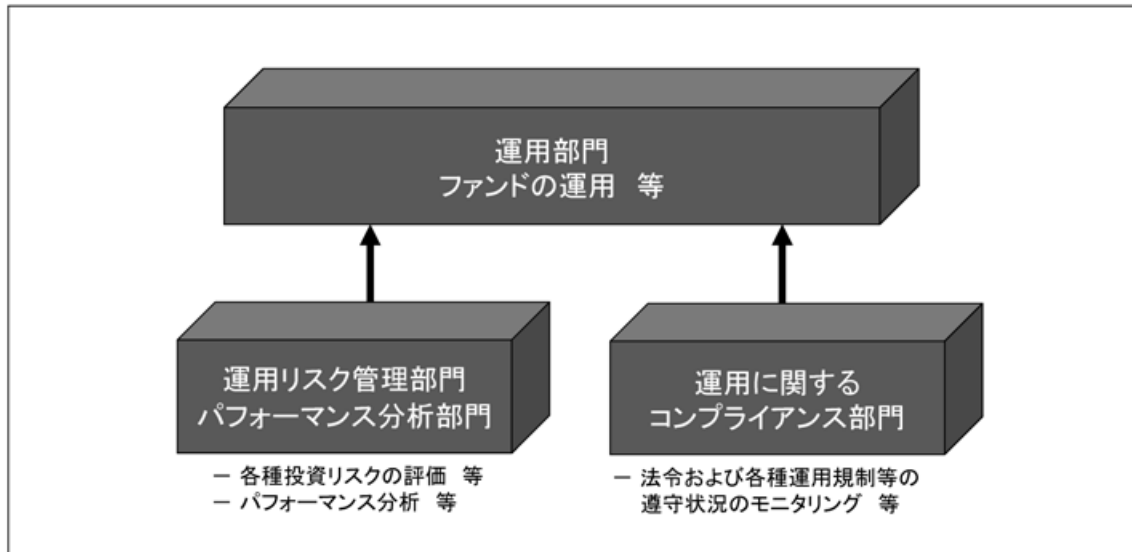 運用部門
ファンドの運用 等
運用リスク管理部門
パフォーマンス分析部門
－ 各種投資リスクの評価 等
－ パフォーマンス分析 等
運用に関する
コンプライアンス部門
－ 法令および各種運用規制等の
遵守状況のモニタリング 等